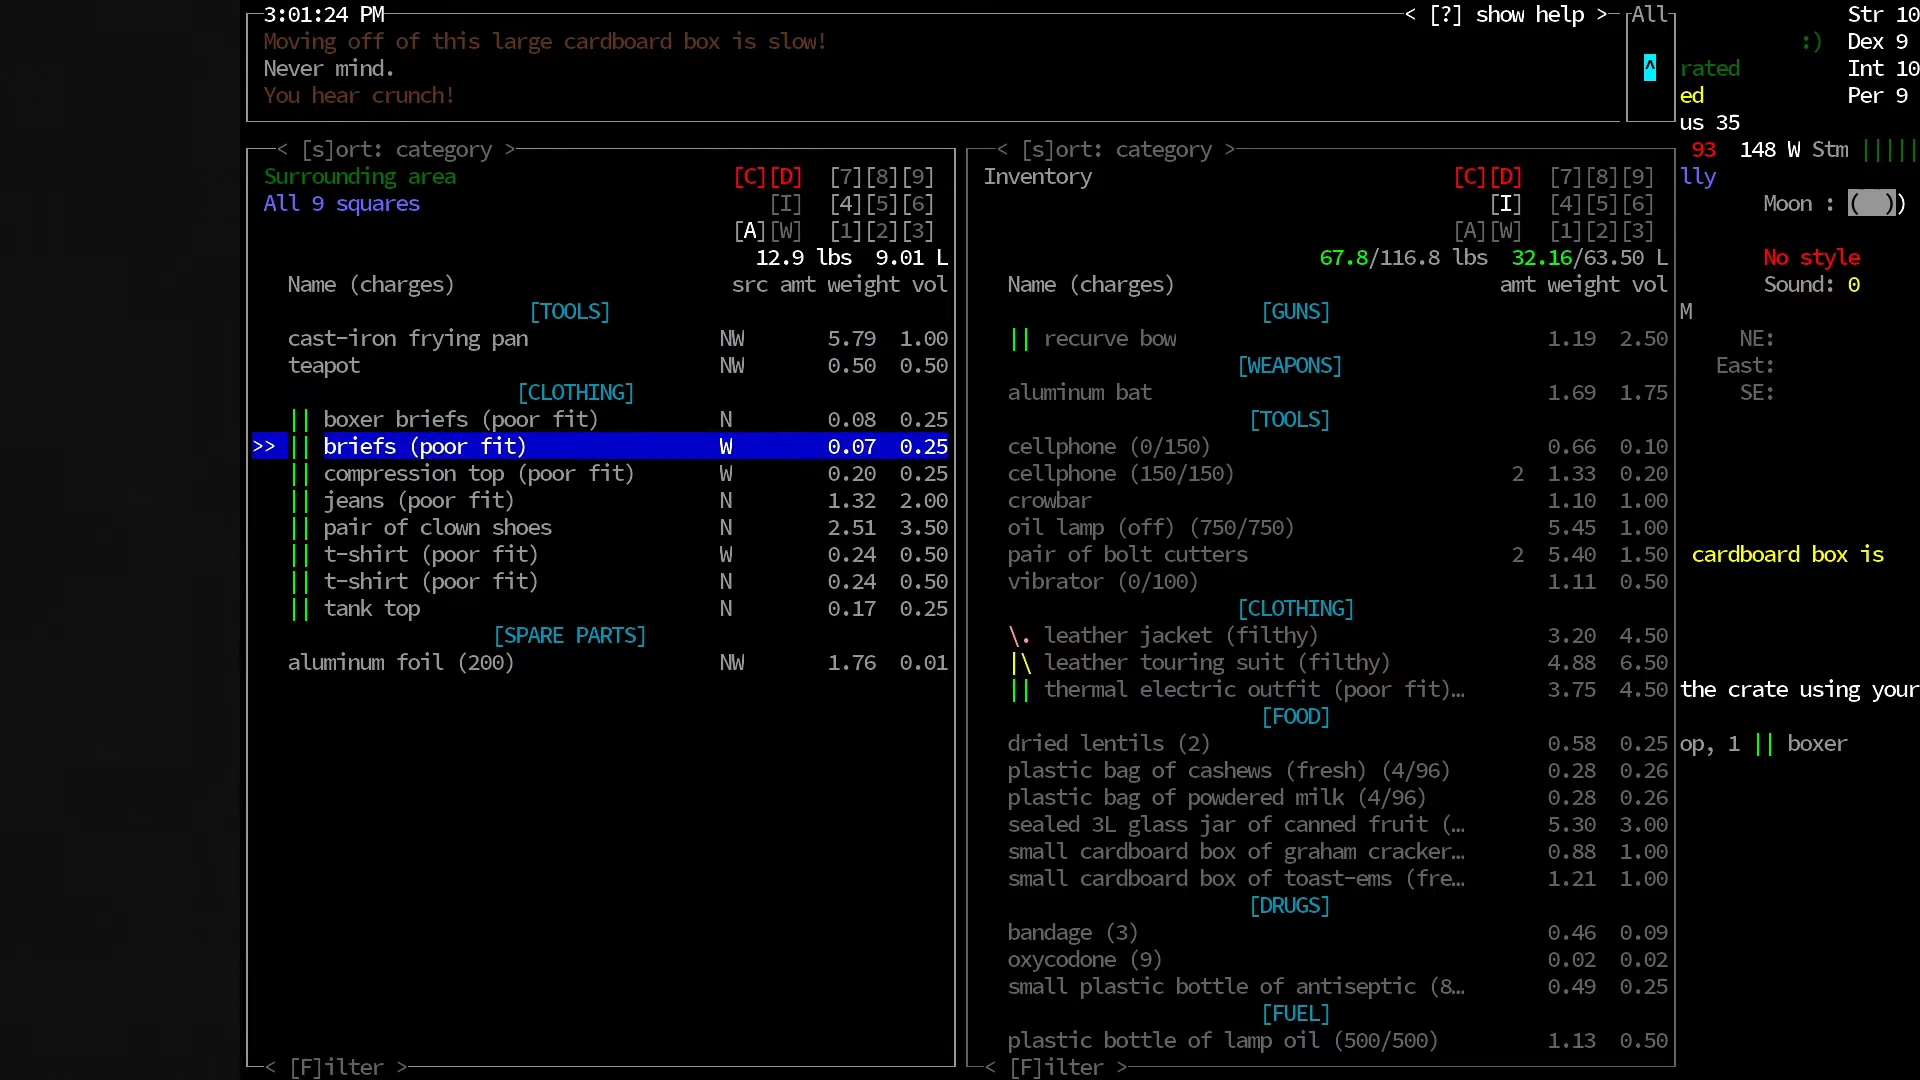 3:01:24 PM < [?] show help > All Str 10
Moving off of this large cardboard box is slow! :) Dex 9
Never mind. ^ rated Int 10
You hear crunch! ed Per 9
us 35
< [s]ort: category > < [s]ort: category > 93 148 W Stm |||||
Surrounding area [C][D] [7][8][9] Inventory [C][D] [7][8][9] lly
All 9 squares [I] [4][5][6] [I] [4][5][6] Moon : (  ))
[A][W] [1][2][3] [A][W] [1][2][3]
12.9 lbs 9.01 L 67.8/116.8 lbs 32.16/63.50 L No style
Name (charges) src amt weight vol Name (charges) amt weight vol Sound: 0
[TOOLS] [GUNS] M
cast-iron frying pan NW 5.79 1.00 || recurve bow 1.19 2.50 NE:
teapot NW 0.50 0.50 [WEAPONS] East:
[CLOTHING] aluminum bat 1.69 1.75 SE:
|| boxer briefs (poor fit) N 0.08 0.25 [TOOLS]
>> || briefs (poor fit) W 0.07 0.25 cellphone (0/150) 0.66 0.10
|| compression top (poor fit) W 0.20 0.25 cellphone (150/150) 2 1.33 0.20
|| jeans (poor fit) N 1.32 2.00 crowbar 1.10 1.00
|| pair of clown shoes N 2.51 3.50 oil lamp (off) (750/750) 5.45 1.00
|| t-shirt (poor fit) W 0.24 0.50 pair of bolt cutters 2 5.40 1.50 cardboard box is
|| t-shirt (poor fit) N 0.24 0.50 vibrator (0/100) 1.11 0.50
|| tank top N 0.17 0.25 [CLOTHING]
[SPARE PARTS] \. leather jacket (filthy) 3.20 4.50
aluminum foil (200) NW 1.76 0.01 |\ leather touring suit (filthy) 4.88 6.50
|| thermal electric outfit (poor fit)… 3.75 4.50 the crate using your
[FOOD]
dried lentils (2) 0.58 0.25 op, 1 || boxer
plastic bag of cashews (fresh) (4/96) 0.28 0.26
plastic bag of powdered milk (4/96) 0.28 0.26
sealed 3L glass jar of canned fruit (… 5.30 3.00
small cardboard box of graham cracker… 0.88 1.00
small cardboard box of toast-ems (fre… 1.21 1.00
[DRUGS]
bandage (3) 0.46 0.09
oxycodone (9) 0.02 0.02
small plastic bottle of antiseptic (8… 0.49 0.25
[FUEL]
plastic bottle of lamp oil (500/500) 1.13 0.50
< [F]ilter > < [F]ilter >